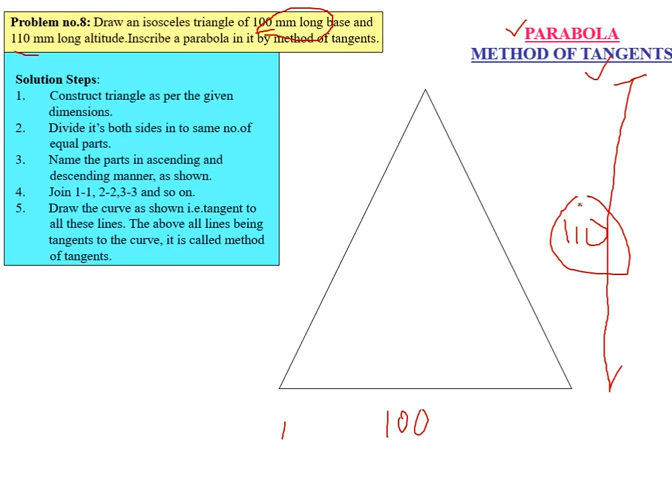 Problem no.8: Draw an isosceles triangle of 100 mm long base and
110 mm long altitude.Inscribe a parabola in it by method of tangents.
PARABOLA
METHOD OF TANGENTS
Solution Steps:
1. Construct triangle as per the given
dimensions.
2. Divide it's both sides in to same no.of
equal parts.
3. Name the parts in ascending and
descending manner, as shown.
4. Join 1-1, 2-2,3-3 and so on.
5. Draw the curve as shown i.e.tangent to
all these lines. The above all lines being
tangents to the curve, it is called method
of tangents.
110
100